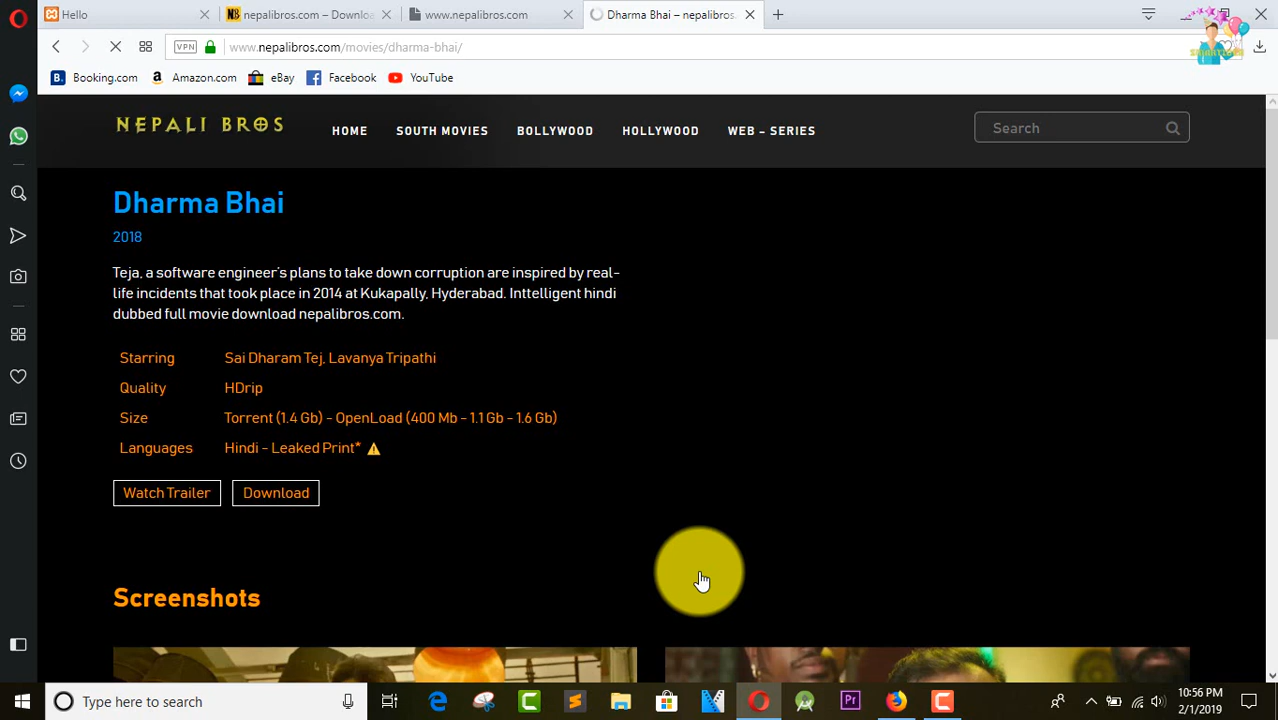 Hello
nepalibros.com – Downloa
www.nepalibros.com
Dharma Bhai – nepalibros.
VPN
www.nepalibros.com/movies/dharma-bhai/
B. Booking.com
a Amazon.com
eBay
Facebook
YouTube
NEPALI BROS
HOME
SOUTH MOVIES
BOLLYWOOD
HOLLYWOOD
WEB – SERIES
Search
Dharma Bhai
2018
Teja, a software engineer's plans to take down corruption are inspired by real-
life incidents that took place in 2014 at Kukapally, Hyderabad. Inttelligent hindi
dubbed full movie download nepalibros.com.
Starring Sai Dharam Tej, Lavanya Tripathi
Quality HDrip
Size Torrent (1.4 Gb) – OpenLoad (400 Mb – 1.1 Gb – 1.6 Gb)
Languages Hindi – Leaked Print*
Watch Trailer
Download
Screenshots
Type here to search
Pr
10:56 PM
2/1/2019